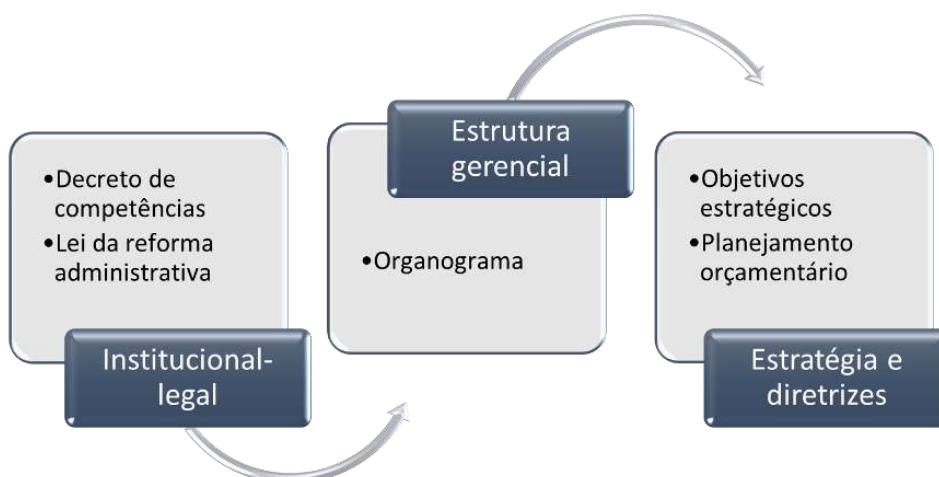 •Decreto de
competências
•Lei da reforma
administrativa
Institucional-
legal
Estrutura
gerencial
•Organograma
•Objetivos
estratégicos
•Planejamento
orçamentário
Estratégia e
diretrizes